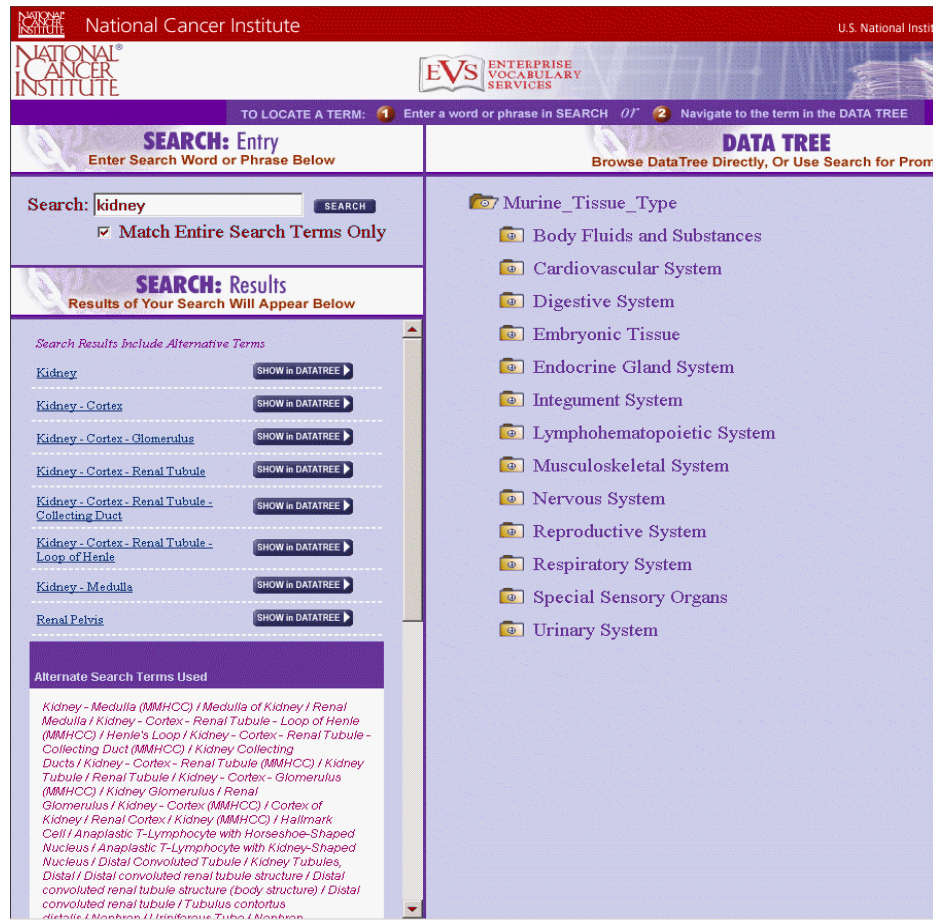 NATIONAL CANCER INSTITUTE National Cancer Institute U.S. National Instit
NATIONAL®
CANCER
INSTITUTE
EVS ENTERPRISE
VOCABULARY
SERVICES
TO LOCATE A TERM: 1 Enter a word or phrase in SEARCH or 2 Navigate to the term in the DATA TREE
SEARCH: Entry
Enter Search Word or Phrase Below
DATA TREE
Browse DataTree Directly, Or Use Search for Prom
Search: kidney SEARCH
Match Entire Search Terms Only
SEARCH: Results
Results of Your Search Will Appear Below
Search Results Include Alternative Terms
Kidney SHOW in DATATREE
Kidney - Cortex SHOW in DATATREE
Kidney - Cortex - Glomerulus SHOW in DATATREE
Kidney - Cortex - Renal Tubule SHOW in DATATREE
Kidney - Cortex - Renal Tubule -
Collecting Duct SHOW in DATATREE
Kidney - Cortex - Renal Tubule -
Loop of Henle SHOW in DATATREE
Kidney - Medulla SHOW in DATATREE
Renal Pelvis SHOW in DATATREE
Alternate Search Terms Used
Kidney - Medulla (MMHCC) / Medulla of Kidney / Renal
Medulla / Kidney - Cortex - Renal Tubule - Loop of Henle
(MMHCC) / Henle's Loop / Kidney - Cortex - Renal Tubule -
Collecting Duct (MMHCC) / Kidney Collecting
Ducts / Kidney - Cortex - Renal Tubule (MMHCC) / Kidney
Tubule / Renal Tubule / Kidney - Cortex - Glomerulus
(MMHCC) / Kidney Glomerulus / Renal
Glomerulus / Kidney - Cortex (MMHCC) / Cortex of
Kidney / Renal Cortex / Kidney (MMHCC) / Hallmark
Cell / Anaplastic T-Lymphocyte with Horseshoe-Shaped
Nucleus / Anaplastic T-Lymphocyte with Kidney-Shaped
Nucleus / Distal Convoluted Tubule / Kidney Tubules,
Distal / Distal convoluted renal tubule structure / Distal
convoluted renal tubule structure (body structure) / Distal
convoluted renal tubule / Tubulus contortus
distalis / Nephron / Uriniferous Tube / Nephron
Murine_Tissue_Type
Body Fluids and Substances
Cardiovascular System
Digestive System
Embryonic Tissue
Endocrine Gland System
Integument System
Lymphohematopoietic System
Musculoskeletal System
Nervous System
Reproductive System
Respiratory System
Special Sensory Organs
Urinary System